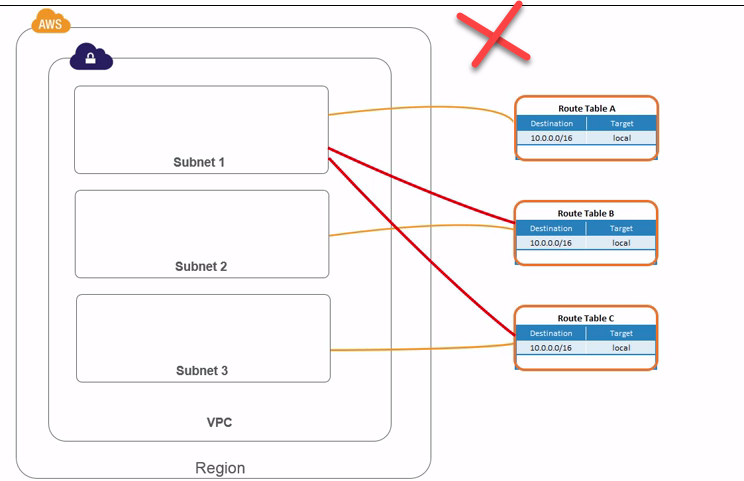 AWS
Subnet 1
Subnet 2
Subnet 3
VPC
Region
Route Table A
Destination Target
10.0.0.0/16 local
Route Table B
Destination Target
10.0.0.0/16 local
Route Table C
Destination Target
10.0.0.0/16 local